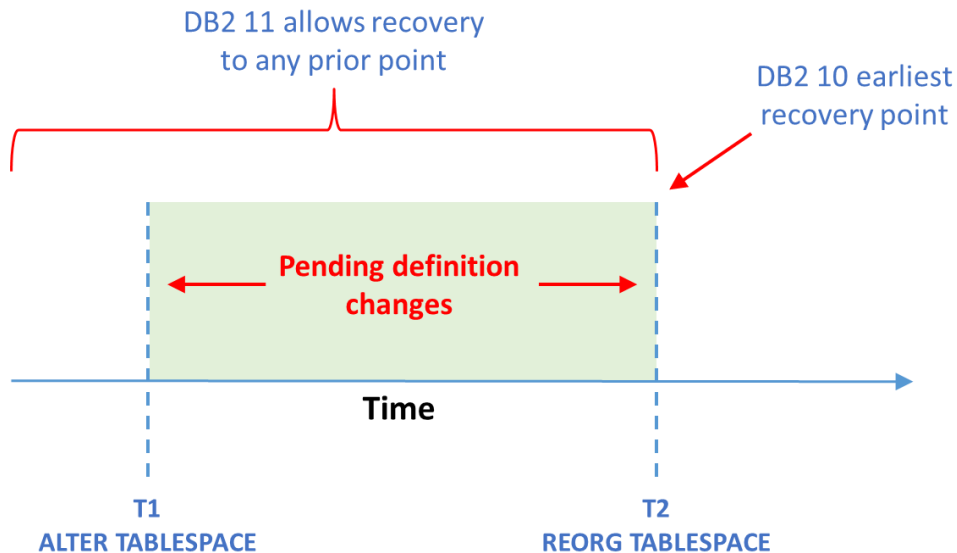 DB2 11 allows recovery
to any prior point
DB2 10 earliest
recovery point
Pending definition
changes
Time
T1
ALTER TABLESPACE
T2
REORG TABLESPACE